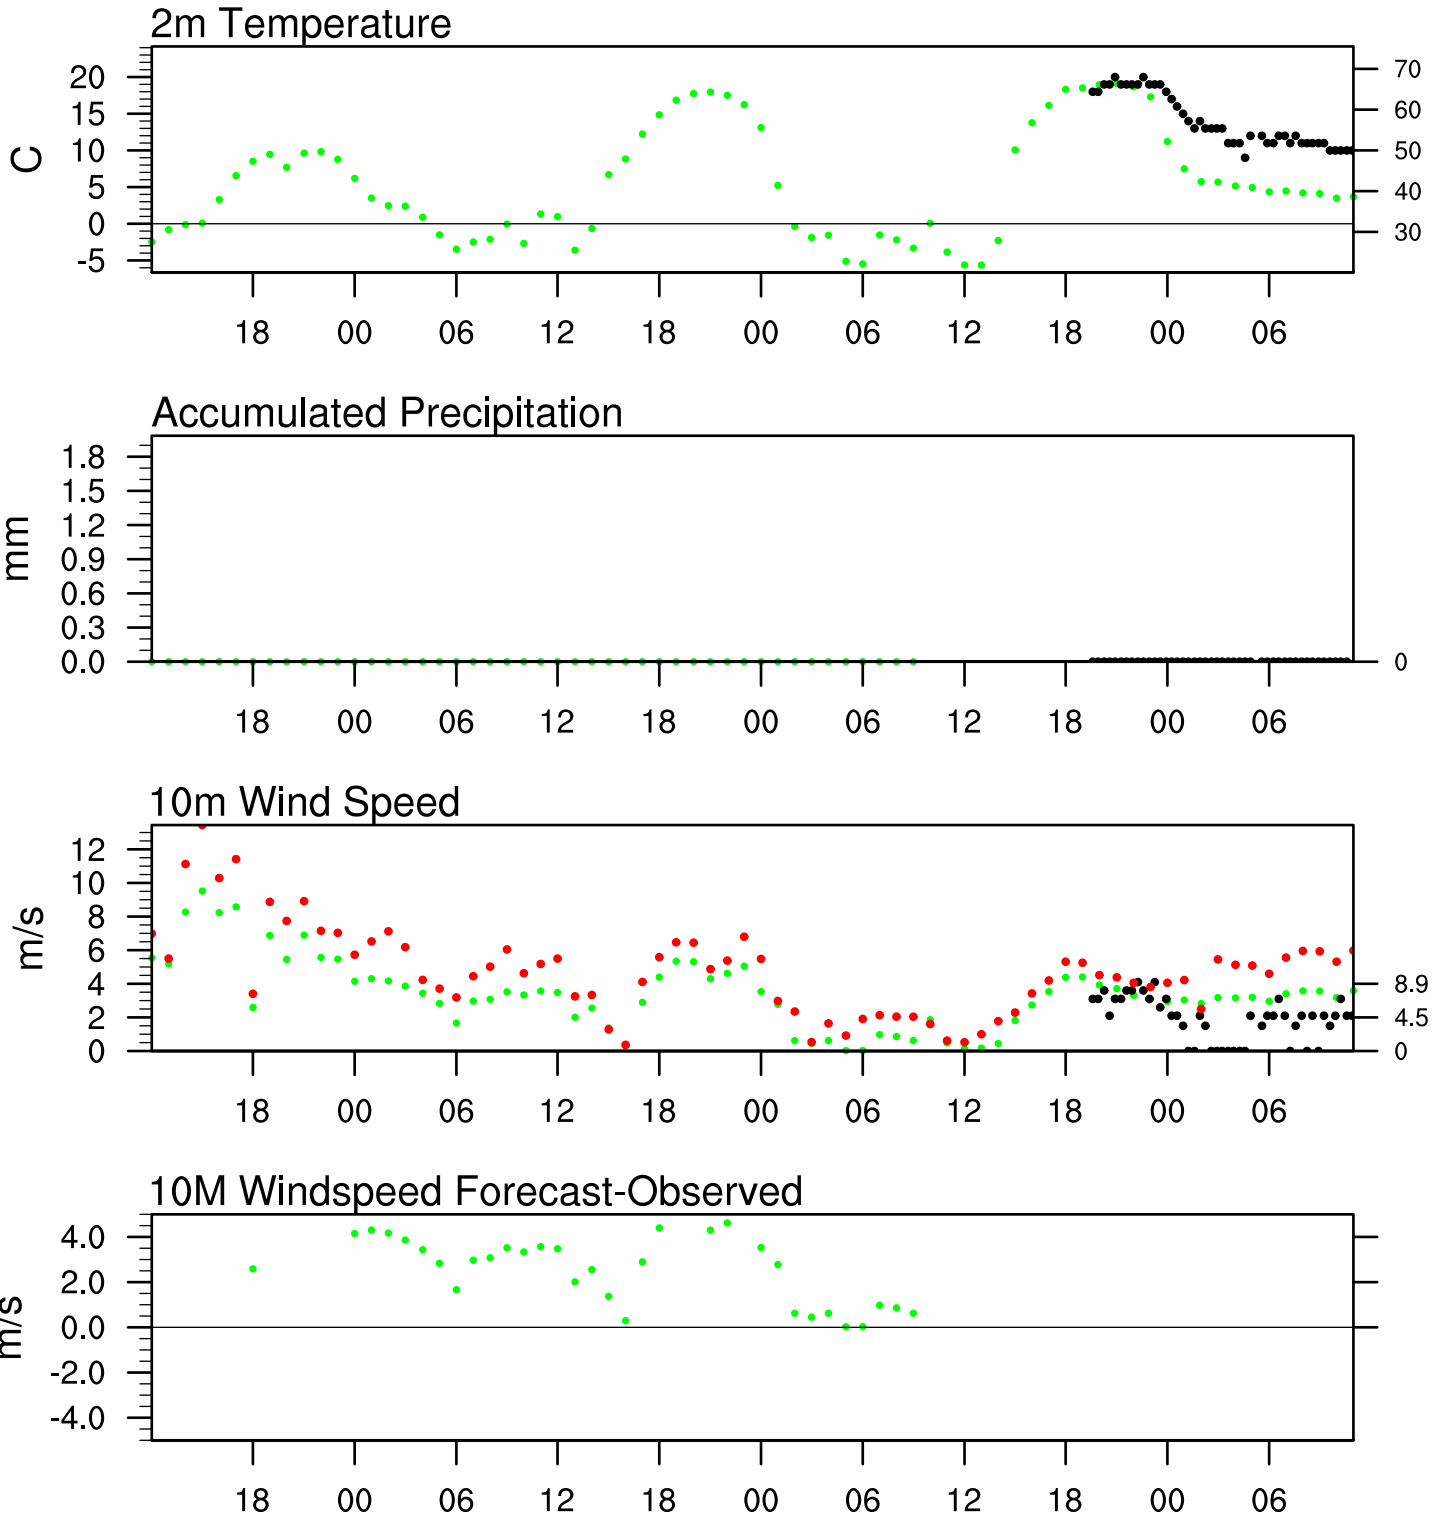 2m Temperature
C
20
15
10
5
0
-5
70
60
50
40
30
18 00 06 12 18 00 06 12 18 00 06
Accumulated Precipitation
mm
1.8
1.5
1.2
0.9
0.6
0.3
0.0
0
18 00 06 12 18 00 06 12 18 00 06
10m Wind Speed
m/s
12
10
8
6
4
2
0
8.9
4.5
0
18 00 06 12 18 00 06 12 18 00 06
10M Windspeed Forecast-Observed
m/s
4.0
2.0
0.0
-2.0
-4.0
18 00 06 12 18 00 06 12 18 00 06